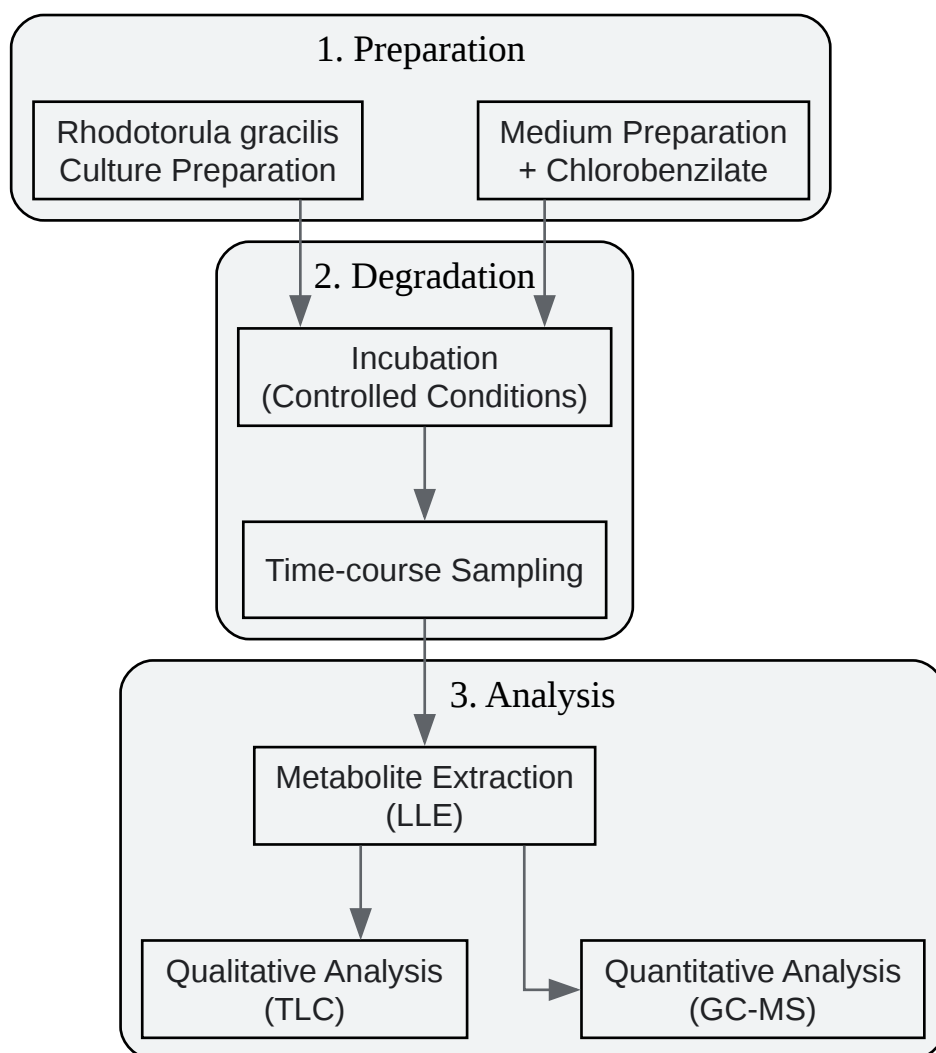 1. Preparation
Rhodotorula gracilis
Culture Preparation
Medium Preparation
+ Chlorobenzilate
2. Degradation
Incubation
(Controlled Conditions)
Time-course Sampling
3. Analysis
Metabolite Extraction
(LLE)
Qualitative Analysis
(TLC)
Quantitative Analysis
(GC-MS)